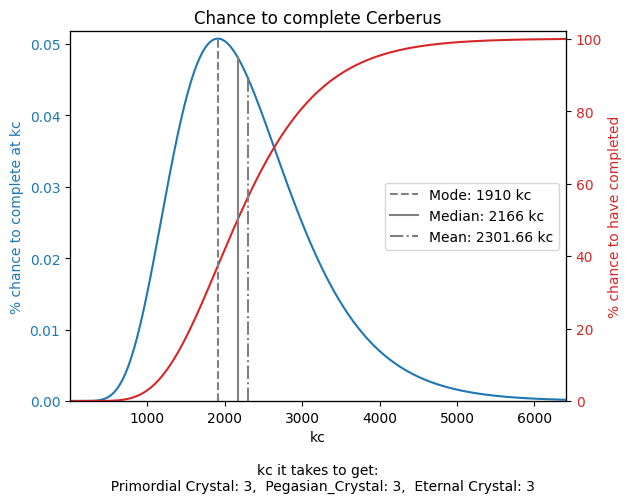 Chance to complete Cerberus
% chance to complete at kc
0.05
0.04
0.03
0.02
0.01
0.00
Mode: 1910 kc
Median: 2166 kc
Mean: 2301.66 kc
100
80
60
40
20
0
% chance to have completed
1000 2000 3000 4000 5000 6000
kc
kc it takes to get:
Primordial Crystal: 3,  Pegasian_Crystal: 3,  Eternal Crystal: 3